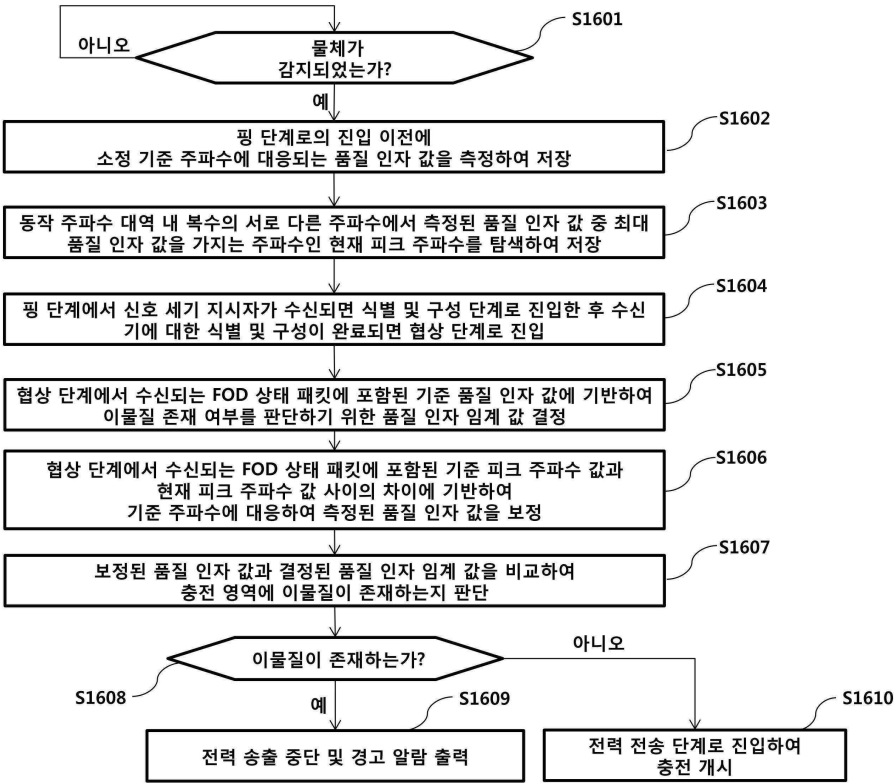 S1601
아니오
물체가
감지되었는가?
예
S1602
핑 단계로의 진입 이전에
소정 기준 주파수에 대응되는 품질 인자 값을 측정하여 저장
S1603
동작 주파수 대역 내 복수의 서로 다른 주파수에서 측정된 품질 인자 값 중 최대
품질 인자 값을 가지는 주파수인 현재 피크 주파수를 탐색하여 저장
S1604
핑 단계에서 신호 세기 지시자가 수신되면 식별 및 구성 단계로 진입한 후 수신
기에 대한 식별 및 구성이 완료되면 협상 단계로 진입
S1605
협상 단계에서 수신되는 FOD 상태 패킷에 포함된 기준 품질 인자 값에 기반하여
이물질 존재 여부를 판단하기 위한 품질 인자 임계 값 결정
S1606
협상 단계에서 수신되는 FOD 상태 패킷에 포함된 기준 피크 주파수 값과
현재 피크 주파수 값 사이의 차이에 기반하여
기준 주파수에 대응하여 측정된 품질 인자 값을 보정
S1607
보정된 품질 인자 값과 결정된 품질 인자 임계 값을 비교하여
충전 영역에 이물질이 존재하는지 판단
이물질이 존재하는가?
아니오
S1608
예
S1609
S1610
전력 송출 중단 및 경고 알람 출력
전력 전송 단계로 진입하여
충전 개시